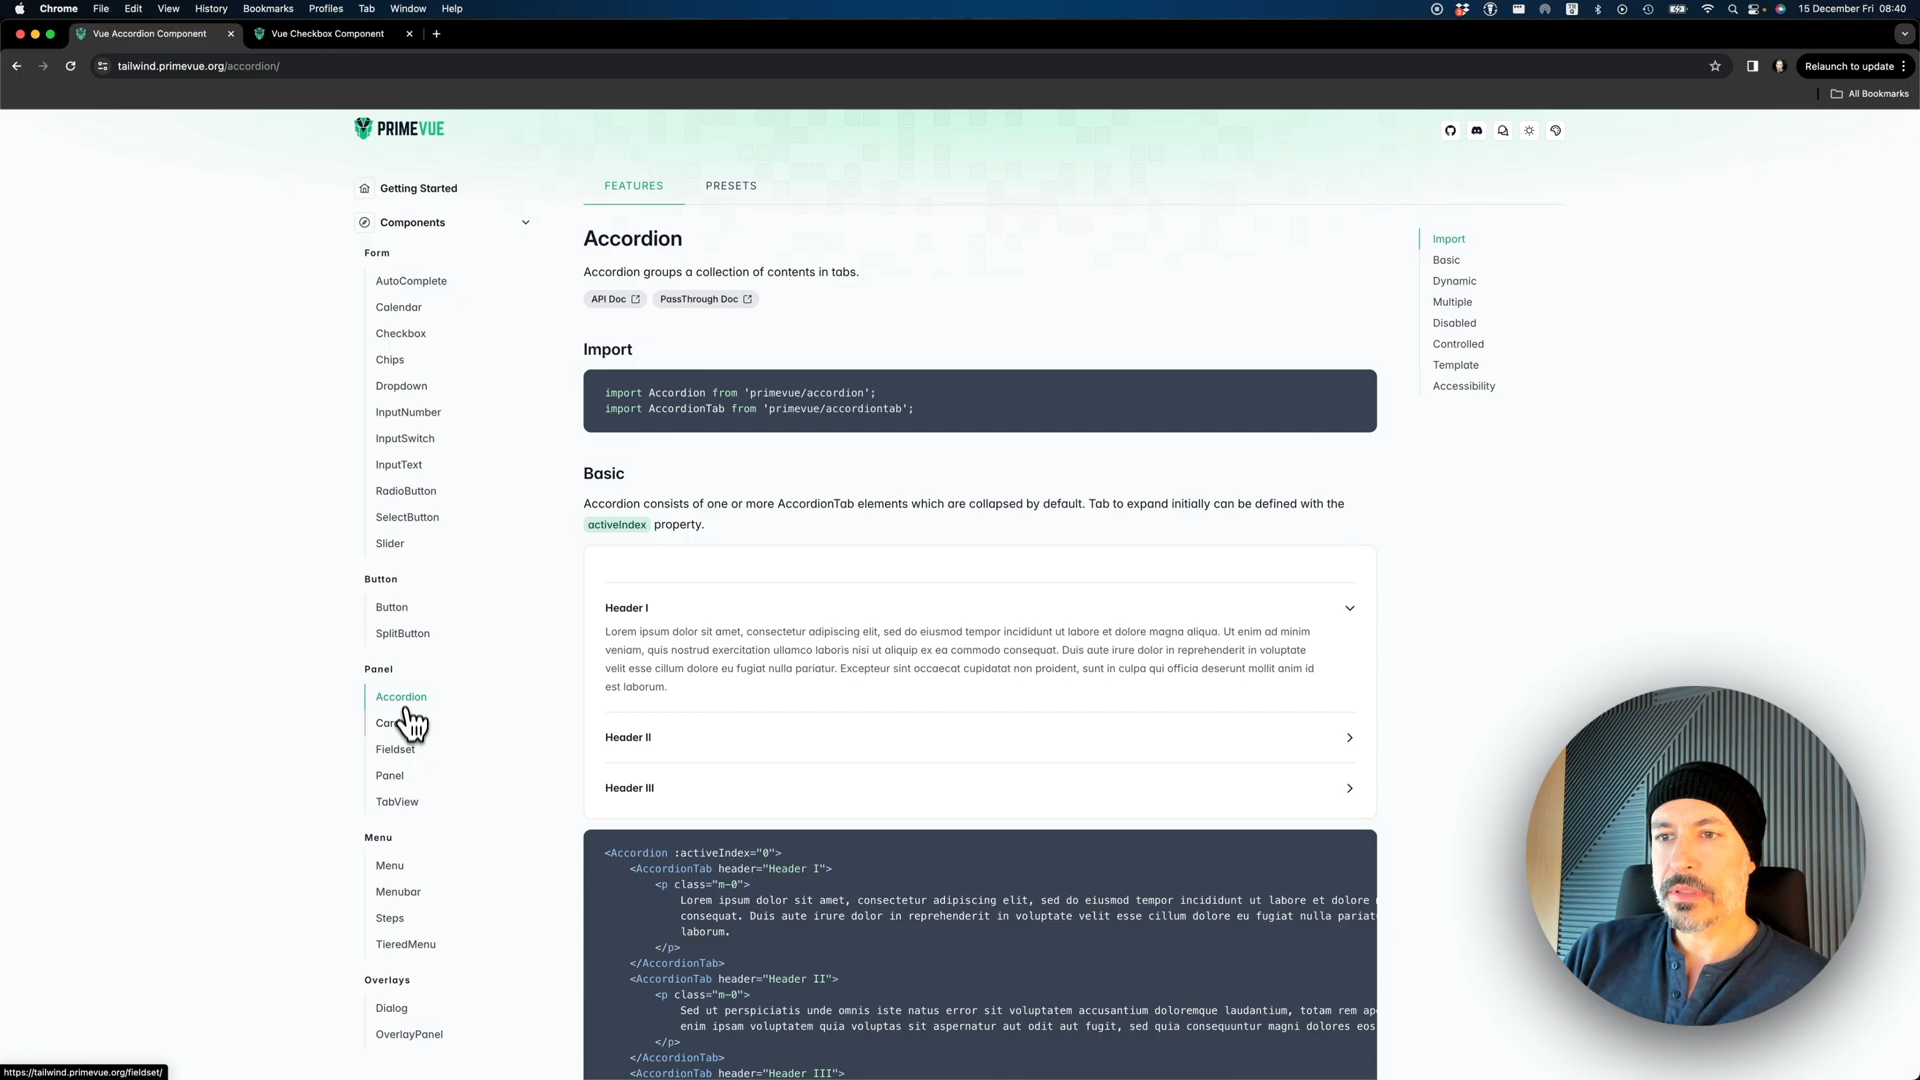 Chrome File Edit View History Bookmarks Profiles Tab Window Help
15 December Fri 08:40
Vue Accordion Component
Vue Checkbox Component
tailwind.primevue.org/accordion/
Relaunch to update
All Bookmarks
PRIMEVUE
Getting Started
Components
Form
AutoComplete
Calendar
Checkbox
Chips
Dropdown
InputNumber
InputSwitch
InputText
RadioButton
SelectButton
Slider
Button
Button
SplitButton
Panel
Accordion
Fieldset
Panel
TabView
Menu
Menu
Menubar
Steps
TieredMenu
Overlays
Dialog
OverlayPanel
https://tailwind.primevue.org/fieldset/
FEATURES PRESETS
Accordion
Accordion groups a collection of contents in tabs.
API Doc PassThrough Doc
Import
import Accordion from 'primevue/accordion';
import AccordionTab from 'primevue/accordiontab';
Basic
Accordion consists of one or more AccordionTab elements which are collapsed by default. Tab to expand initially can be defined with the
activeIndex property.
Header I
Lorem ipsum dolor sit amet, consectetur adipiscing elit, sed do eiusmod tempor incididunt ut labore et dolore magna aliqua. Ut enim ad minim
veniam, quis nostrud exercitation ullamco laboris nisi ut aliquip ex ea commodo consequat. Duis aute irure dolor in reprehenderit in voluptate
velit esse cillum dolore eu fugiat nulla pariatur. Excepteur sint occaecat cupidatat non proident, sunt in culpa qui officia deserunt mollit anim id
est laborum.
Header II
Header III
<Accordion :activeIndex="0">
<AccordionTab header="Header I">
<p class="m-0">
Lorem ipsum dolor sit amet, consectetur adipiscing elit, sed do eiusmod tempor incididunt ut labore et dolore
consequat. Duis aute irure dolor in reprehenderit in voluptate velit esse cillum dolore eu fugiat nulla
laborum.
</p>
</AccordionTab>
<AccordionTab header="Header II">
<p class="m-0">
Sed ut perspiciatis unde omnis iste natus error sit voluptatem accusantium doloremque laudantium, totam rem
enim ipsam voluptatem quia voluptas sit aspernatur aut odit aut fugit, sed quia consequuntur magni dolores eos
</p>
</AccordionTab>
<AccordionTab header="Header III">
Import
Basic
Dynamic
Multiple
Disabled
Controlled
Template
Accessibility